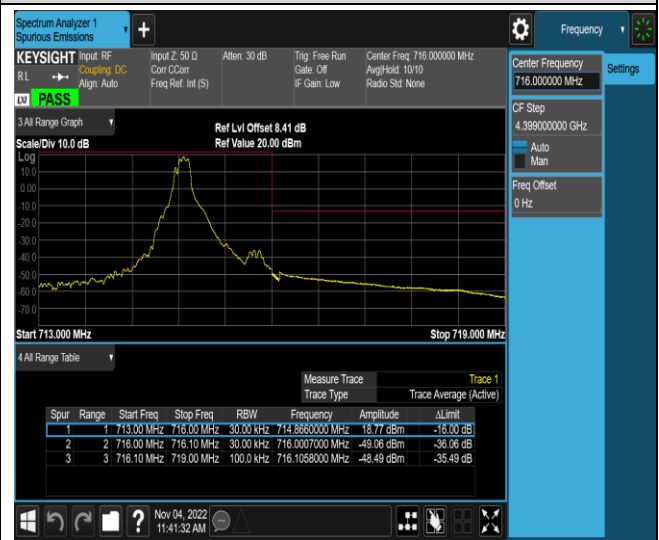 Spectrum Analyzer 1
Spurious Emissions
Frequency
KEYSIGHT
R L
LXI
PASS
Input: RF
Coupling: DC
Align: Auto
Input Z: 50 Ω
Corr CCorr
Freq Ref: Int (S)
Atten: 30 dB
Trig: Free Run
Gate: Off
IF Gain: Low
Center Freq: 716.000000 MHz
Avg|Hold: 10/10
Radio Std: None
Center Frequency
716.000000 MHz
Settings
CF Step
4.399000000 GHz
Auto
Man
Freq Offset
0 Hz
3 All Range Graph
Scale/Div 10.0 dB
Ref Lvl Offset 8.41 dB
Ref Value 20.00 dBm
Log
10.0
0.00
-10.0
-20.0
-30.0
-40.0
-50.0
-60.0
-70.0
Start 713.000 MHz
Stop 719.000 MHz
4 All Range Table
Measure Trace Trace 1
Trace Type Trace Average (Active)
Spur Range Start Freq Stop Freq RBW Frequency Amplitude ΔLimit
1 1 713.00 MHz 716.00 MHz 30.00 kHz 714.8660000 MHz 18.77 dBm -16.00 dB
2 2 716.00 MHz 716.10 MHz 30.00 kHz 716.0007000 MHz -49.06 dBm -36.06 dB
3 3 716.10 MHz 719.00 MHz 100.0 kHz 716.1058000 MHz -48.49 dBm -35.49 dB
?
Nov 04, 2022
11:41:32 AM